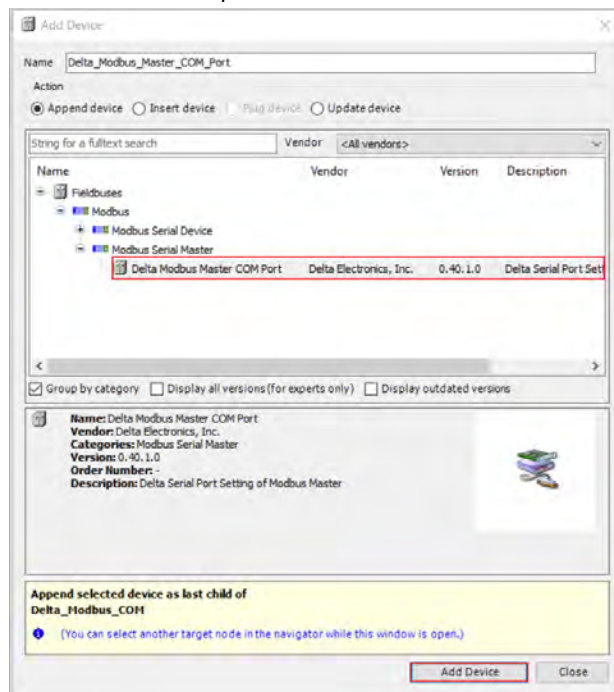 Add Device
Name Delta_Modbus_Master_COM_Port
Action
Append device Insert device Plug device Update device
String for a fulltext search Vendor <All vendors>
Name Vendor Version Description
Fieldbuses
Modbus
Modbus Serial Device
Modbus Serial Master
Delta Modbus Master COM Port Delta Electronics, Inc. 0.40.1.0 Delta Serial Port Sett
Group by category Display all versions (for experts only) Display outdated versions
Name: Delta Modbus Master COM Port
Vendor: Delta Electronics, Inc.
Categories: Modbus Serial Master
Version: 0.40.1.0
Order Number: -
Description: Delta Serial Port Setting of Modbus Master
Append selected device as last child of
Delta_Modbus_COM
(You can select another target node in the navigator while this window is open.)
Add Device Close